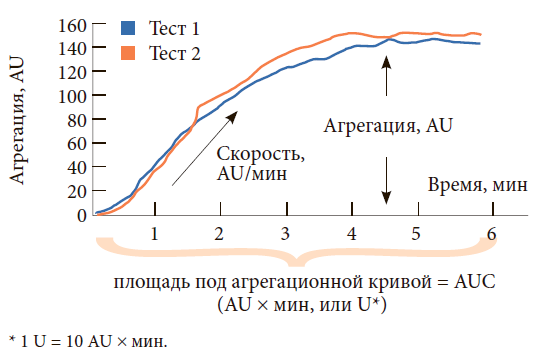 Агрегация, AU
160
140
120
100
80
60
40
20
0
Тест 1
Тест 2
Скорость,
AU/мин
Агрегация, AU
Время, мин
1 2 3 4 5 6
площадь под агрегационной кривой = AUC
(AU × мин, или U*)
* 1 U = 10 AU × мин.